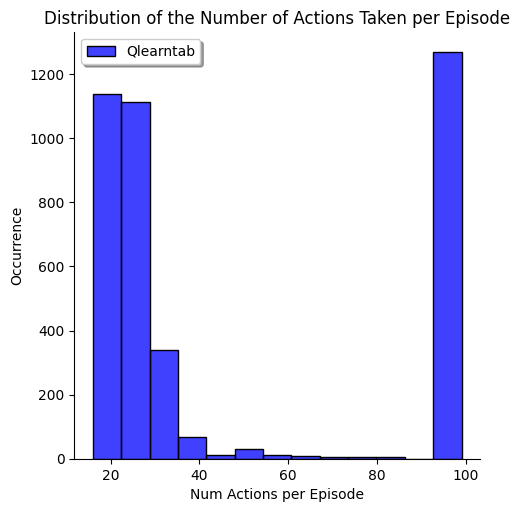 Distribution of the Number of Actions Taken per Episode
Qlearntab
1200
1000
800
600
400
200
0
Occurrence
20 40 60 80 100
Num Actions per Episode